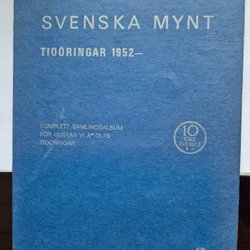 SVENSKA MYNT
TIOÖRINGAR 1952—
KOMPLETT SAMLINGSALBUM
FÖR GUSTAV VI ADOLFS
TIOÖRINGAR
10
ÖRE
SVERIGE